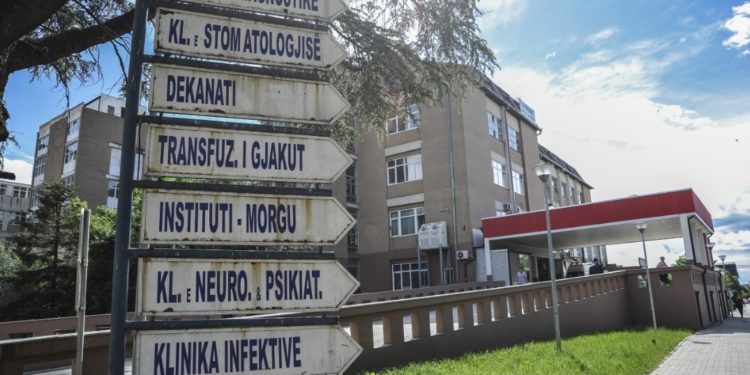 KL. E STOMATOLOGJISË
DEKANATI
TRANSFUZ. I GJAKUT
INSTITUTI - MORGU
KL. E NEURO. & PSIKIAT.
KLINIKA INFEKTIVE